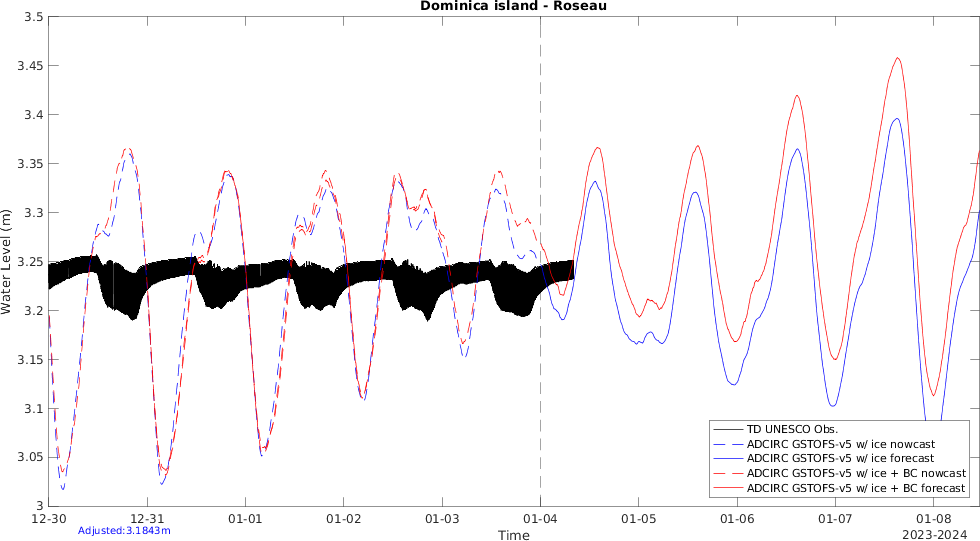 Dominica island - Roseau
3.5
3.45
3.4
3.35
3.3
3.25
3.2
3.15
3.1
3.05
3
Water Level (m)
TD UNESCO Obs.
ADCIRC GSTOFS-v5 w/ ice nowcast
ADCIRC GSTOFS-v5 w/ ice forecast
ADCIRC GSTOFS-v5 w/ ice + BC nowcast
ADCIRC GSTOFS-v5 w/ ice + BC forecast
12-30 12-31 01-01 01-02 01-03 01-04 01-05 01-06 01-07 01-08
Adjusted:3.1843m
Time
2023-2024